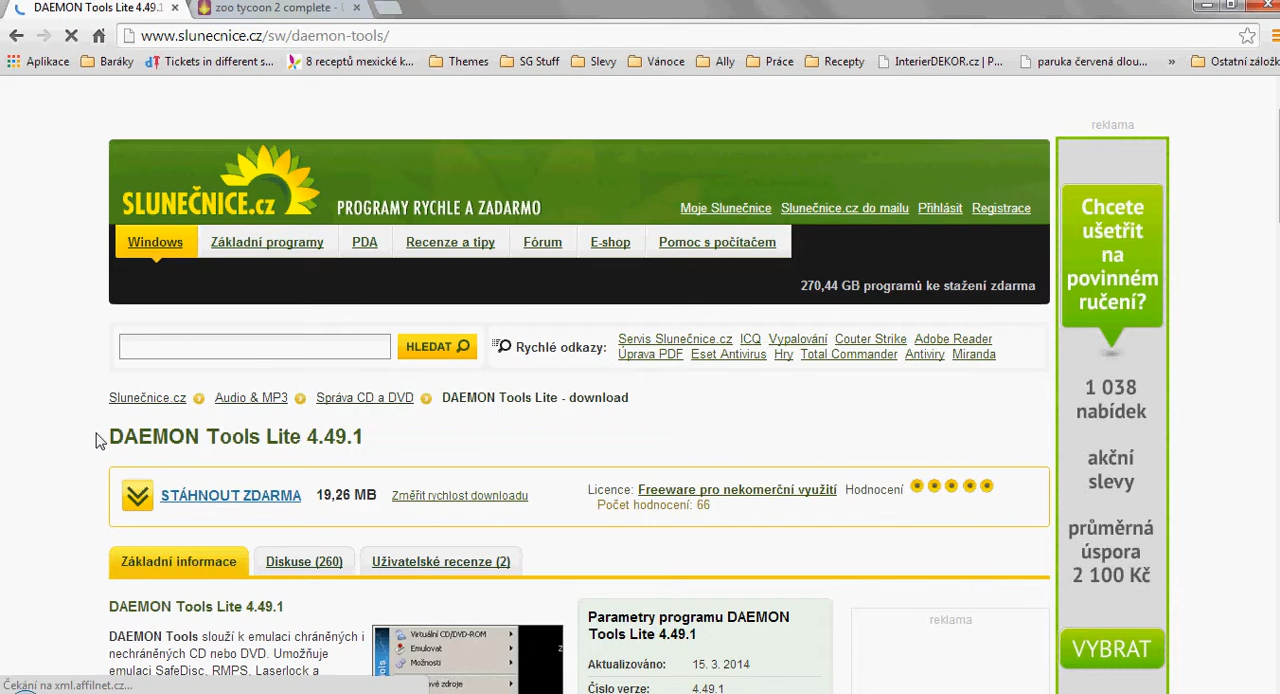 DAEMON Tools Lite 4.49.1
zoo tycoon 2 complete -
www.slunecnice.cz/sw/daemon-tools/
Aplikace Baráky Tickets in different s... 8 receptů mexické k... Themes SG Stuff Slevy Vánoce Ally Práce Recepty InterierDEKOR.cz | P... paruka červená dlou... » Ostatní záložk
reklama
SLUNEČNICE.cz PROGRAMY RYCHLE A ZADARMO
Moje Slunečnice Slunečnice.cz do mailu Přihlásit Registrace
Windows Základní programy PDA Recenze a tipy Fórum E-shop Pomoc s počítačem
270,44 GB programů ke stažení zdarma
HLEDAT Rychlé odkazy: Servis Slunečnice.cz ICQ Vypalování Couter Strike Adobe Reader
Úprava PDF Eset Antivirus Hry Total Commander Antiviry Miranda
Slunečnice.cz Audio & MP3 Správa CD a DVD DAEMON Tools Lite - download
DAEMON Tools Lite 4.49.1
STÁHNOUT ZDARMA 19,26 MB Změřit rychlost downloadu
Licence: Freeware pro nekomerční využití Hodnocení
Počet hodnocení: 66
Základní informace Diskuse (260) Uživatelské recenze (2)
DAEMON Tools Lite 4.49.1
DAEMON Tools slouží k emulaci chráněných i
nechráněných CD nebo DVD. Umožňuje
emulaci SafeDisc, RMPS, Laserlock a
Virtuální CD/DVD-ROM
Emulovat
Možnosti
Parametry programu DAEMON
Tools Lite 4.49.1
Aktualizováno: 15. 3. 2014
Číslo verze: 4.49.1
reklama
Chcete
ušetřit
na
povinném
ručení?
1 038
nabídek
akční
slevy
průměrná
úspora
2 100 Kč
VYBRAT
Čekání na xml.affilnet.cz...